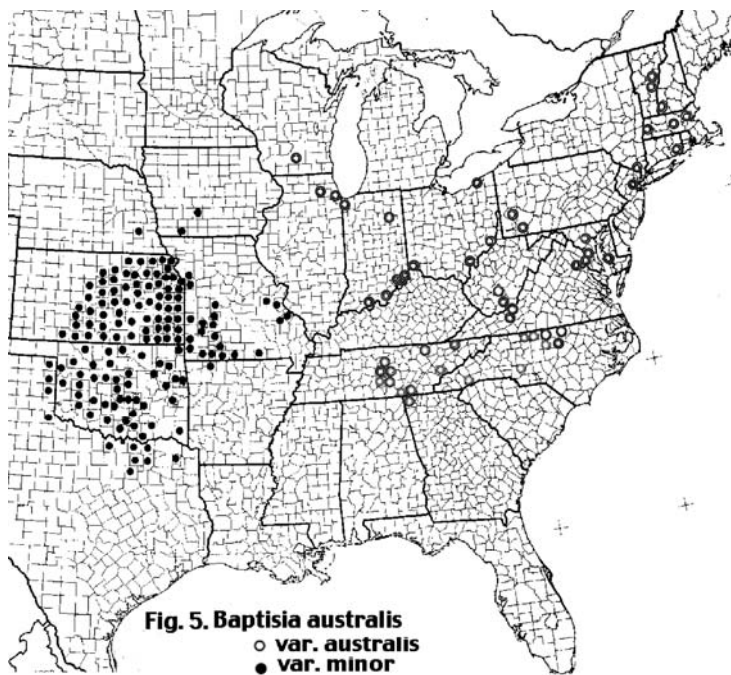 Fig. 5. Baptisia australis
○ var. australis
● var. minor